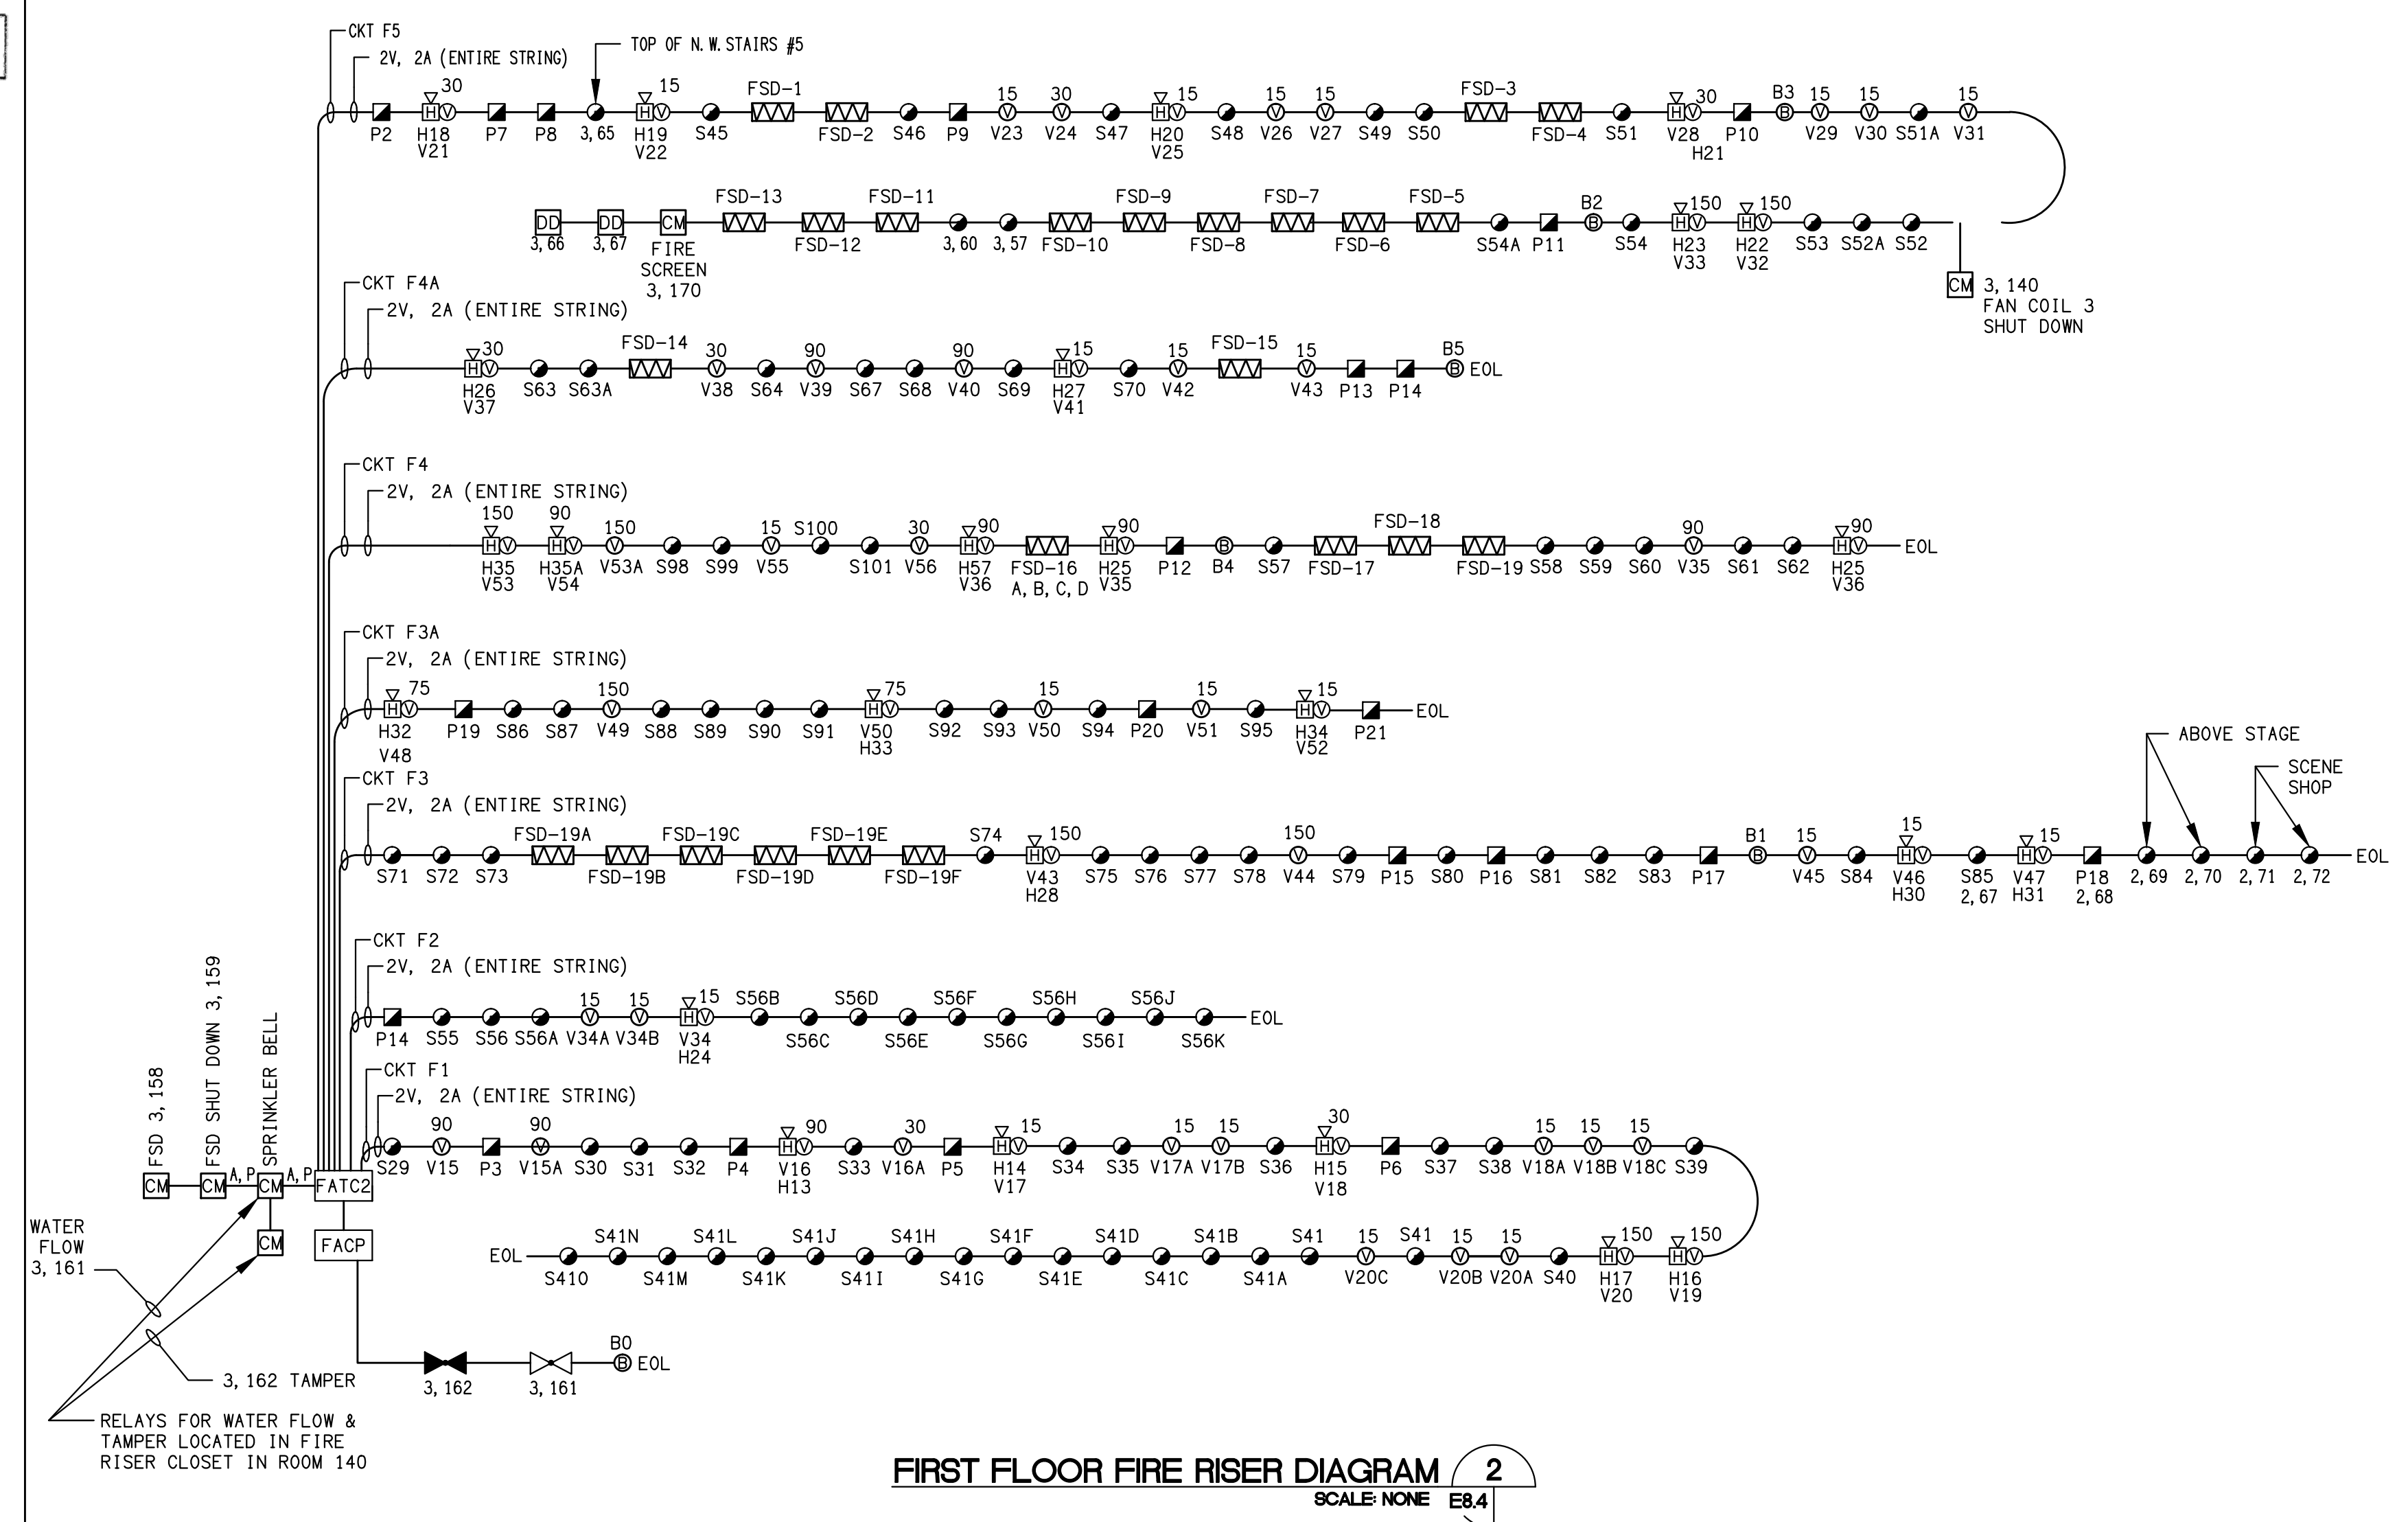 CKT F5
2V, 2A (ENTIRE STRING)
TOP OF N.W. STAIRS #5
30 15 FSD-1 15 30 15 15 15 FSD-3 30 B3 15 15 15
H V H V V V H V V V H V B V V V
P2 H18 P7 P8 3,65 H19 S45 FSD-2 S46 P9 V23 V24 S47 H20 S48 V26 V27 S49 S50 FSD-4 S51 V28 P10 V29 V30 S51A V31
V21 V22 V25 H21
FSD-13 FSD-11 FSD-9 FSD-7 FSD-5 B2 150 150
DD DD CM B H V H V
3,66 3,67 FIRE FSD-12 3,60 3,57 FSD-10 FSD-8 FSD-6 S54A P11 S54 H23 H22 S53 S52A S52
SCREEN V33 V32
3,170
CM 3,140
FAN COIL 3
SHUT DOWN
CKT F4A
2V, 2A (ENTIRE STRING)
30 FSD-14 30 90 90 15 15 FSD-15 15 B5
H V V V V H V V V B EOL
H26 S63 S63A V38 S64 V39 S67 S68 V40 S69 H27 S70 V42 V43 P13 P14
V37 V41
CKT F4
2V, 2A (ENTIRE STRING)
150 90 150 15 S100 30 90 90 FSD-18 90 90
H V H V V V V H V H V B V H V EOL
H35 H35A V53A S98 S99 V55 S101 V56 H57 FSD-16 H25 P12 B4 S57 FSD-17 FSD-19 S58 S59 S60 V35 S61 S62 H25
V53 V54 V36 A,B,C,D V35 V36
CKT F3A
2V, 2A (ENTIRE STRING)
75 150 75 15 15 15
H V V H V V V H V EOL
H32 P19 S86 S87 V49 S88 S89 S90 S91 V50 S92 S93 V50 S94 P20 V51 S95 H34 P21
V48 H33 V52
CKT F3
2V, 2A (ENTIRE STRING)
ABOVE STAGE
SCENE
SHOP
FSD-19A FSD-19C FSD-19E S74 150 150 B1 15 15 15
H V V B V H V H V EOL
S71 S72 S73 FSD-19B FSD-19D FSD-19F V43 S75 S76 S77 S78 V44 S79 P15 S80 P16 S81 S82 S83 P17 V45 S84 V46 S85 V47 P18 2,69 2,70 2,71 2,72
H28 H30 2,67 H31 2,68
CKT F2
2V, 2A (ENTIRE STRING)
15 15 15 S56B S56D S56F S56H S56J
V V H V EOL
P14 S55 S56 S56A V34A V34B V34 S56C S56E S56G S56I S56K
H24
CKT F1
2V, 2A (ENTIRE STRING)
90 90 90 30 15 15 15 30 15 15 15
V V H V V H V V V H V V V V
S29 V15 P3 V15A S30 S31 S32 P4 V16 S33 V16A P5 H14 S34 S35 V17A V17B S36 H15 P6 S37 S38 V18A V18B V18C S39
H13 V17 V18
S41N S41L S41J S41H S41F S41D S41B S41 15 S41 15 15 150 150
EOL V V V H V H V
S41O S41M S41K S41I S41G S41E S41C S41A V20C V20B V20A S40 H17 H16
V20 V19
FSD 3,158
FSD SHUT DOWN 3,159
SPRINKLER BELL
CM CM A,P CM A,P FATC2
CM FACP
WATER
FLOW
3,161
B0
B EOL
3,162 3,161
3,162 TAMPER
RELAYS FOR WATER FLOW &
TAMPER LOCATED IN FIRE
RISER CLOSET IN ROOM 140
FIRST FLOOR FIRE RISER DIAGRAM 2
SCALE: NONE E8.4